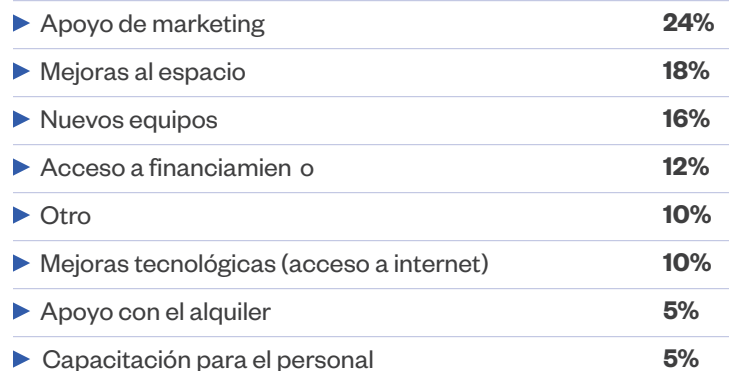 Apoyo de marketing 24%
Mejoras al espacio 18%
Nuevos equipos 16%
Acceso a financiamien o 12%
Otro 10%
Mejoras tecnológicas (acceso a internet) 10%
Apoyo con el alquiler 5%
Capacitación para el personal 5%